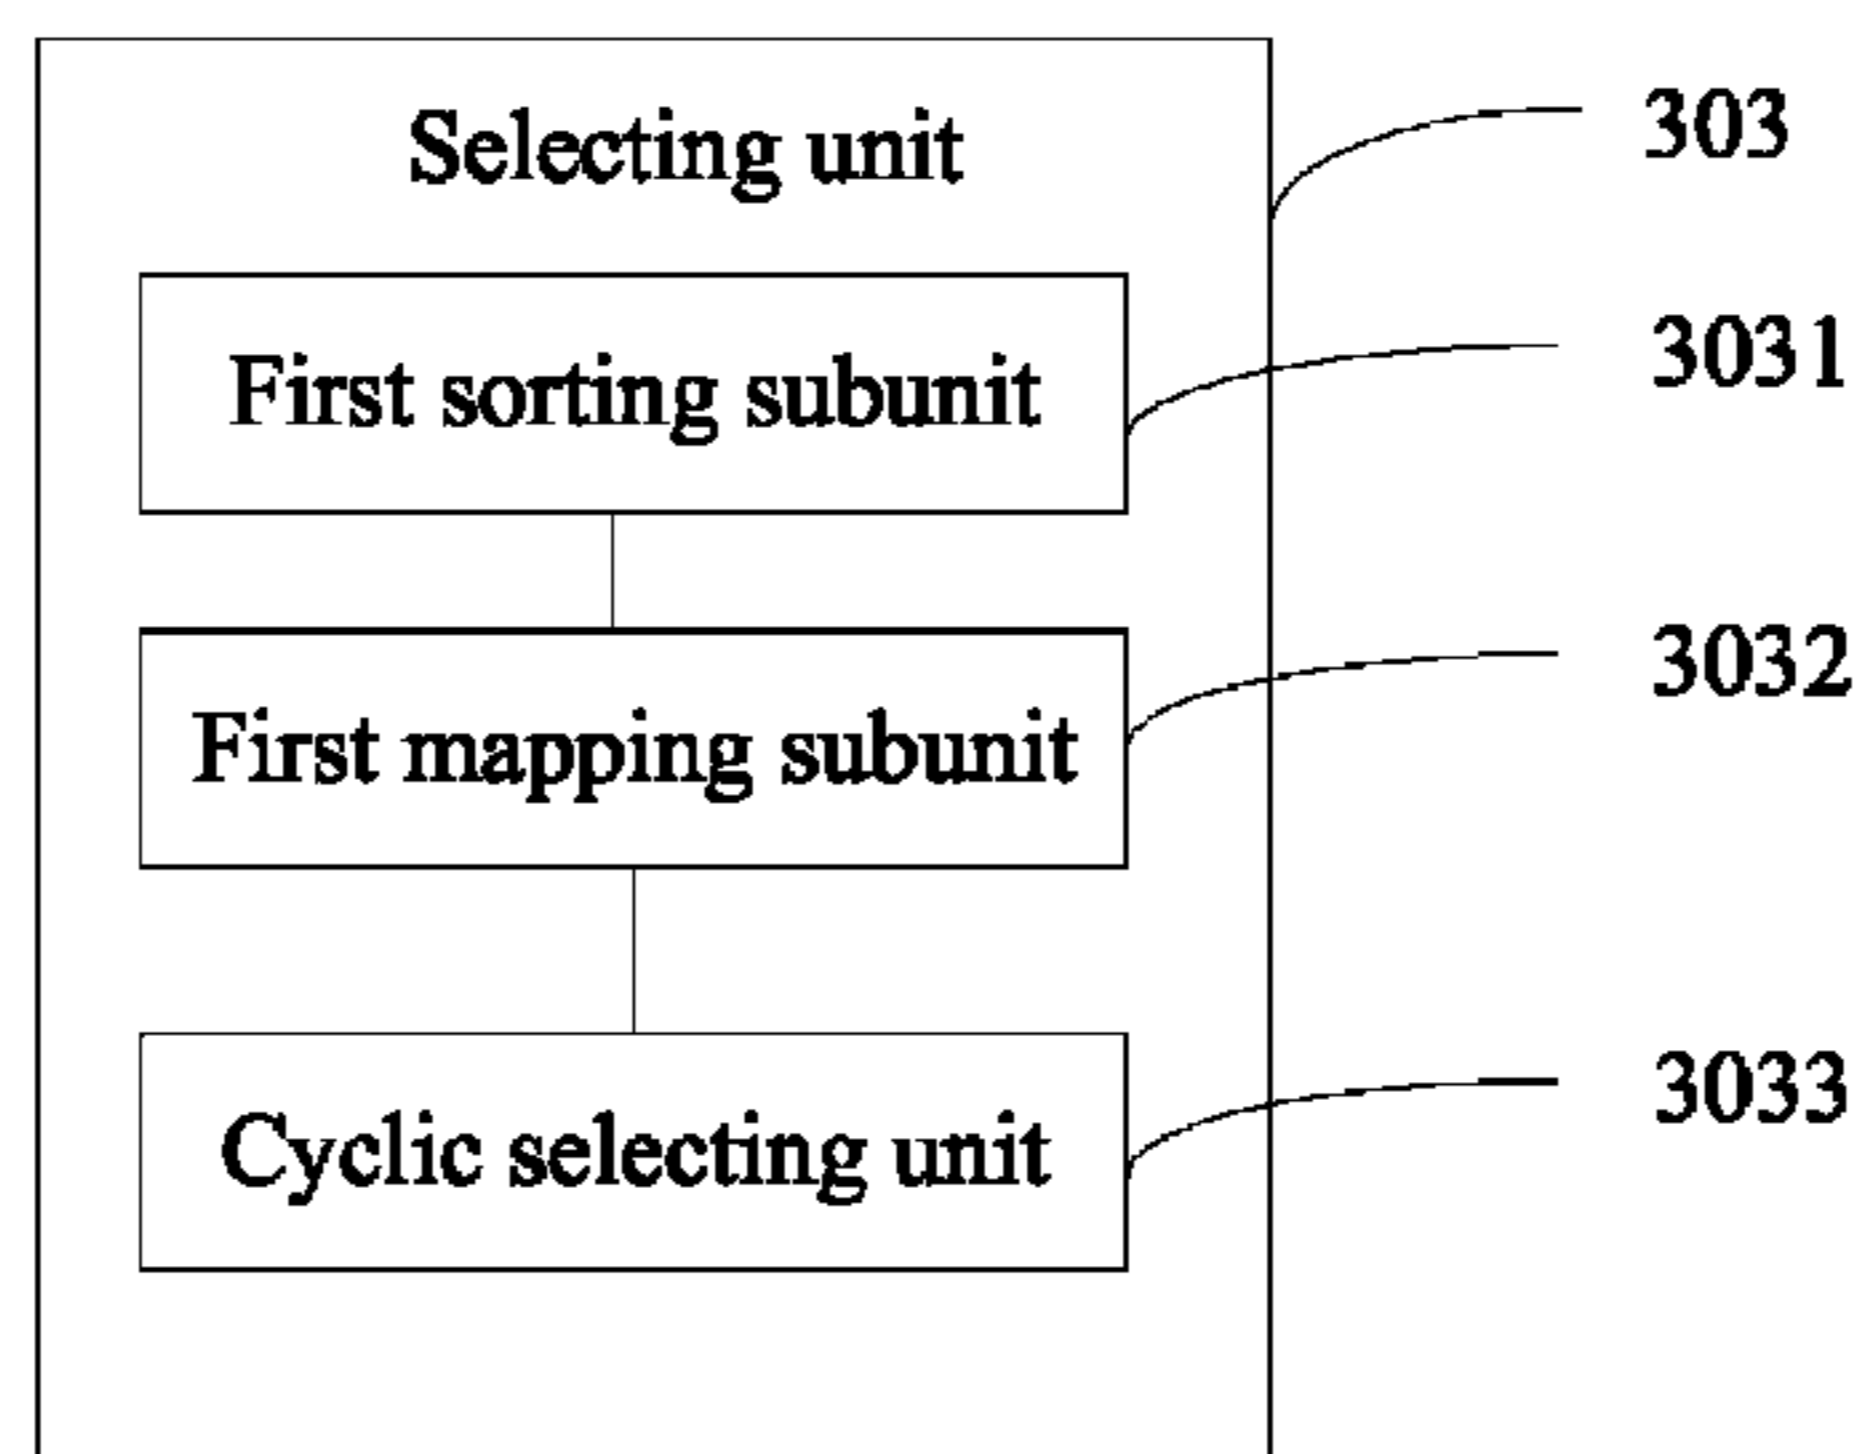 Selecting unit
303
First sorting subunit
3031
First mapping subunit
3032
Cyclic selecting unit
3033